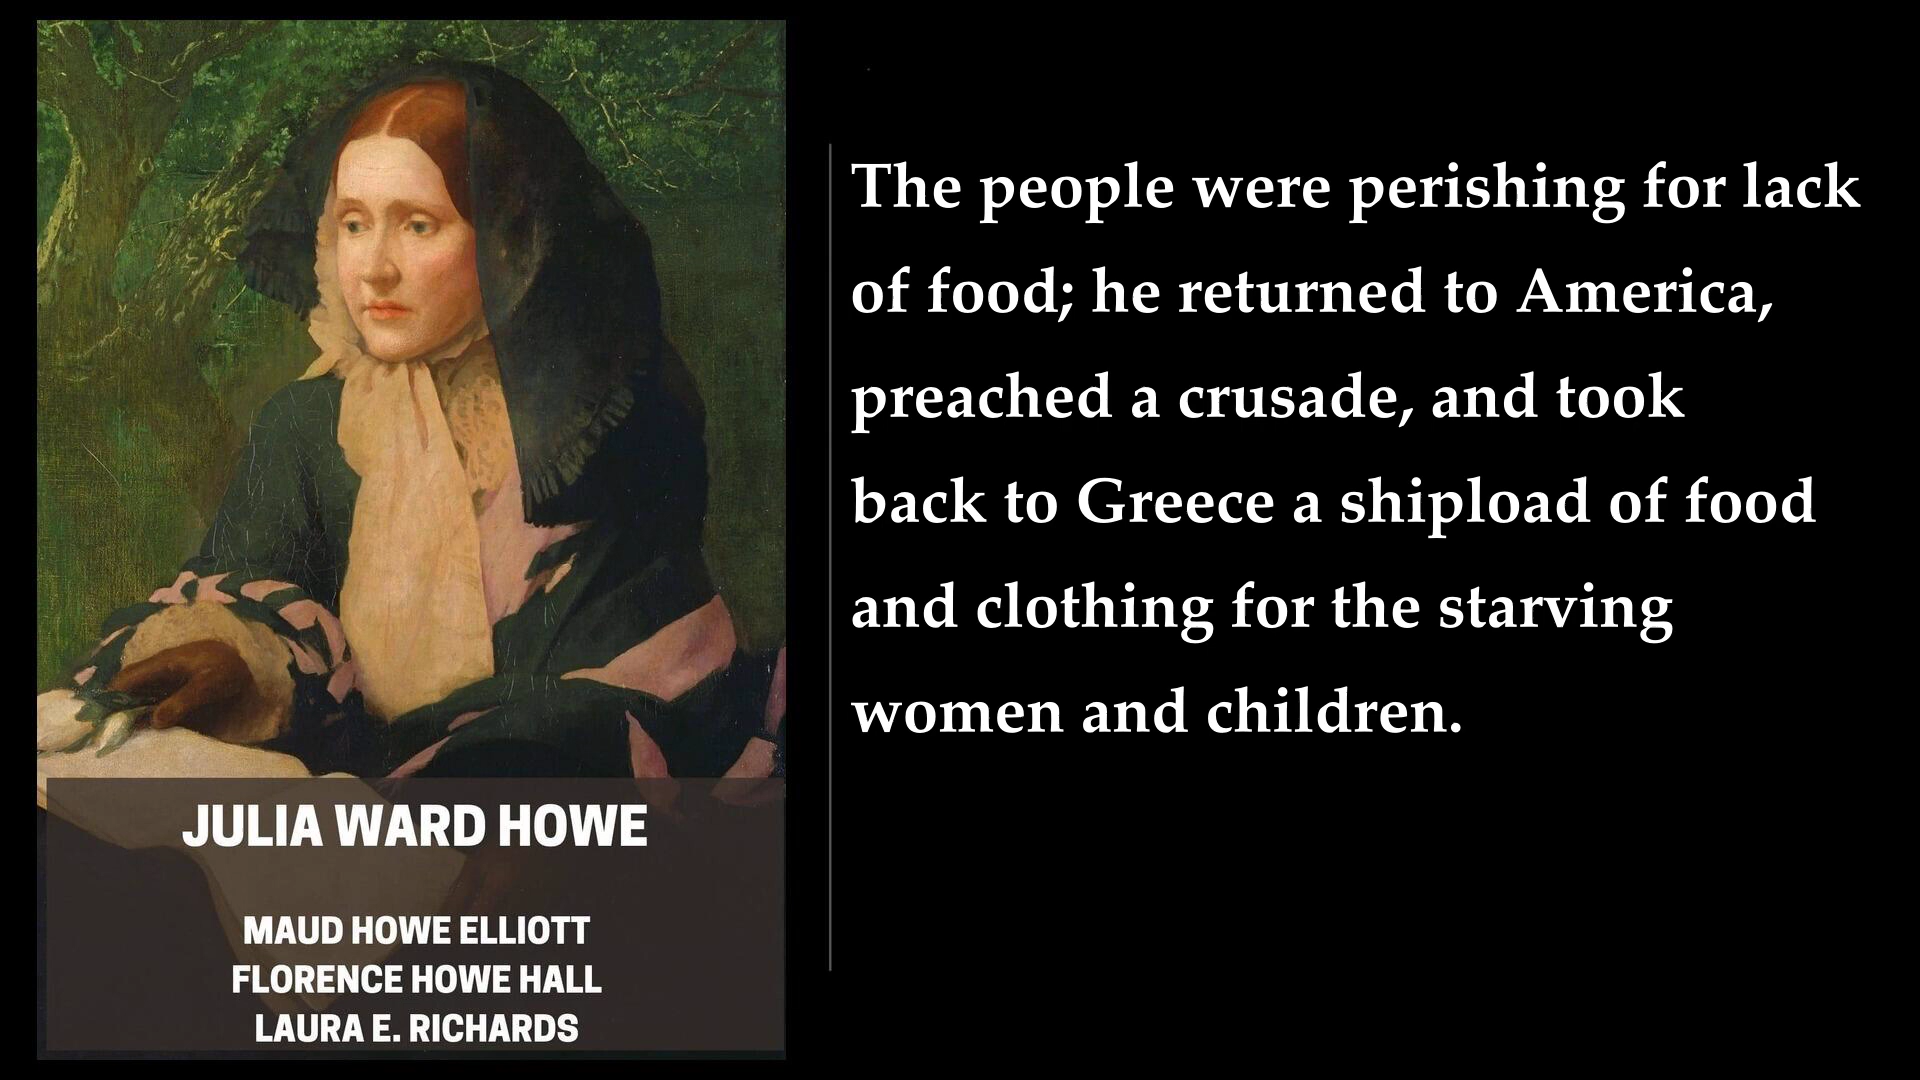 JULIA WARD HOWE
MAUD HOWE ELLIOTT
FLORENCE HOWE HALL
LAURA E. RICHARDS
The people were perishing for lack
of food; he returned to America,
preached a crusade, and took
back to Greece a shipload of food
and clothing for the starving
women and children.